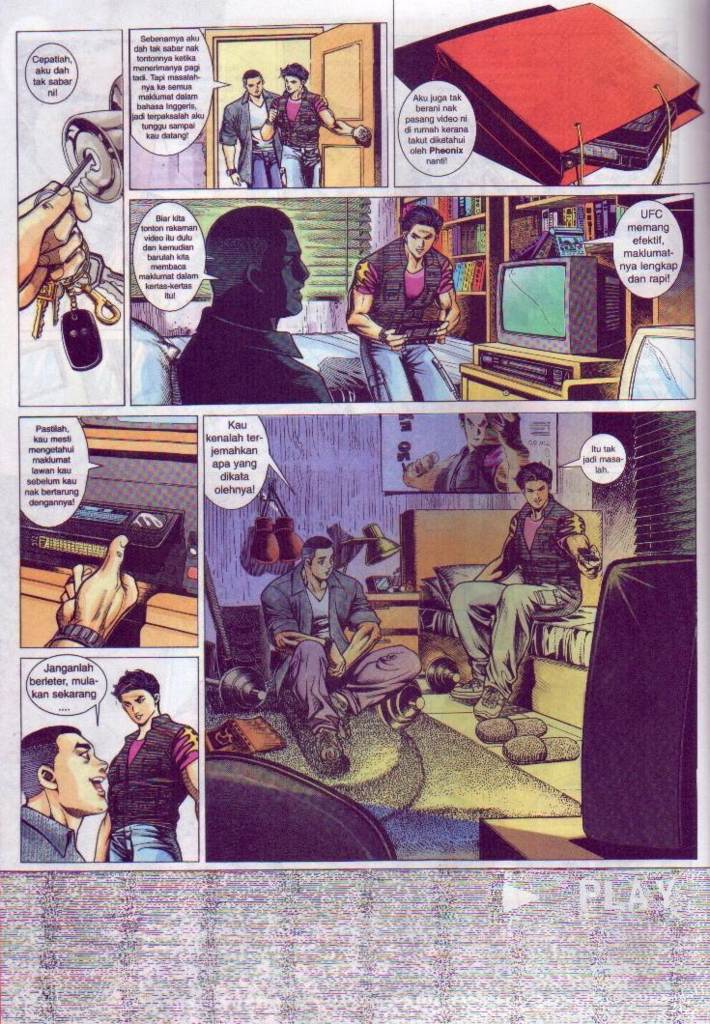 Cepatlah,
aku dah
tak sabar
ni!
Sebenarnya aku
dah tak sabar nak
tontonnya ketika
menerimanya pagi
tadi. Tapi masalah-
nya ke semua
maklumat dalam
bahasa Inggeris,
jadi terpaksalah aku
tunggu sampai
kau datang!
Aku juga tak
berani nak
pasang video ni
di rumah kerana
takut diketahui
oleh Pheonix
nanti!
Biar kita
tonton rakaman
video itu dulu
dan kemudian
barulah kita
membaca
kertas-kertas
itu!
UFC
memang
efektif,
maklumat-
nya lengkap
dan rapi!
Pastilah,
kau mesti
mengetahui
maklumat
lawan kau
sebelum kau
nak bertarung
dengannya!
Kau
kenalah ter-
jemahkan
apa yang
dikata
olehnya!
Itu tak
jadi masa-
lah.
Janganlah
berleter, mula-
kan sekarang
....
PLAY